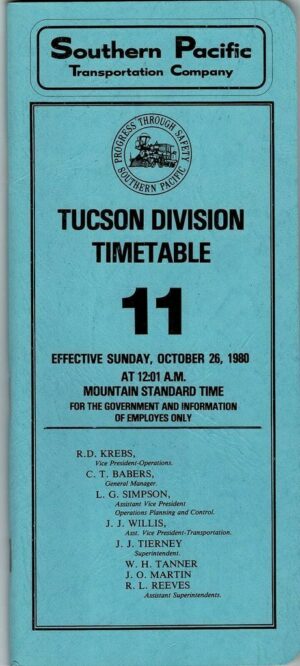 Southern Pacific
Transportation Company
PROGRESS THROUGH SAFETY
SOUTHERN PACIFIC
TUCSON DIVISION
TIMETABLE
11
EFFECTIVE SUNDAY, OCTOBER 26, 1980
AT 12:01 A.M.
MOUNTAIN STANDARD TIME
FOR THE GOVERNMENT AND INFORMATION
OF EMPLOYES ONLY
R.D. KREBS,
Vice President-Operations.
C. T. BABERS,
General Manager.
L. G. SIMPSON,
Assistant Vice President
Operations Planning and Control.
J. J. WILLIS,
Asst. Vice President-Transportation.
J. J. TIERNEY
Superintendent.
W. H. TANNER
J. O. MARTIN
R. L. REEVES
Assistant Superintendents.